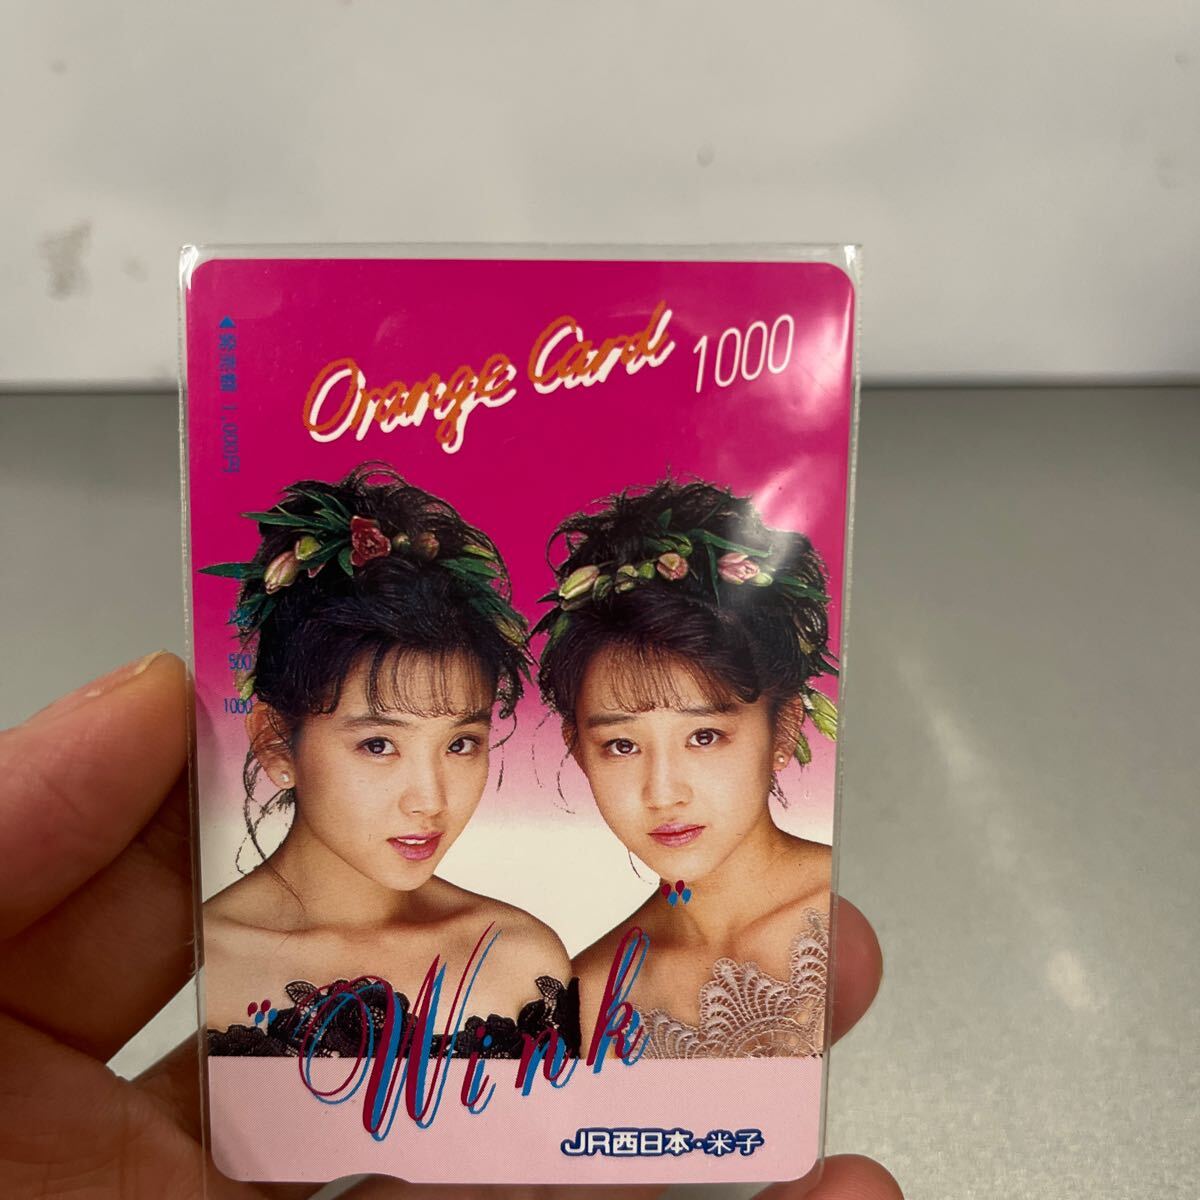 Orange Card 1000
◀発売額 1,000円
500
1000
"Wink"
JR西日本・米子